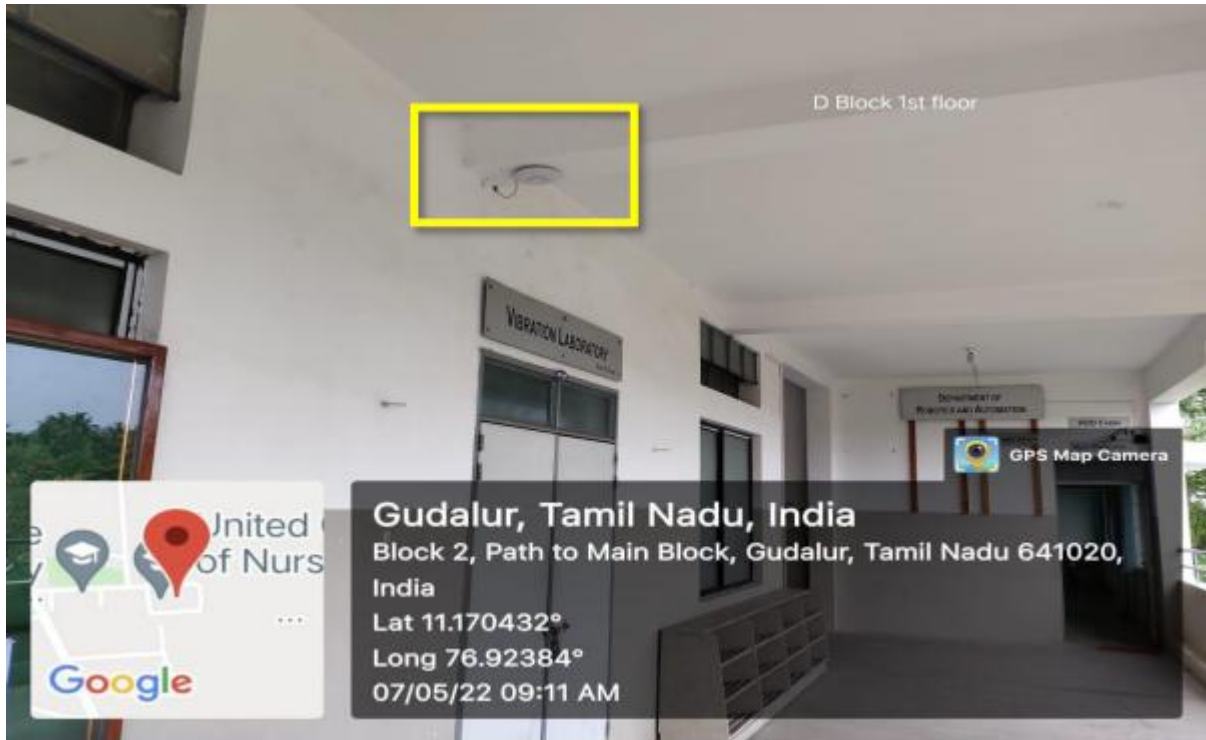 D Block 1st floor
VIBRATION LABORATORY
DEPARTMENT OF
ROBOTICS AND AUTOMATION
GPS Map Camera
United
of Nurs
Google
Gudalur, Tamil Nadu, India
Block 2, Path to Main Block, Gudalur, Tamil Nadu 641020,
India
Lat 11.170432°
Long 76.92384°
07/05/22 09:11 AM